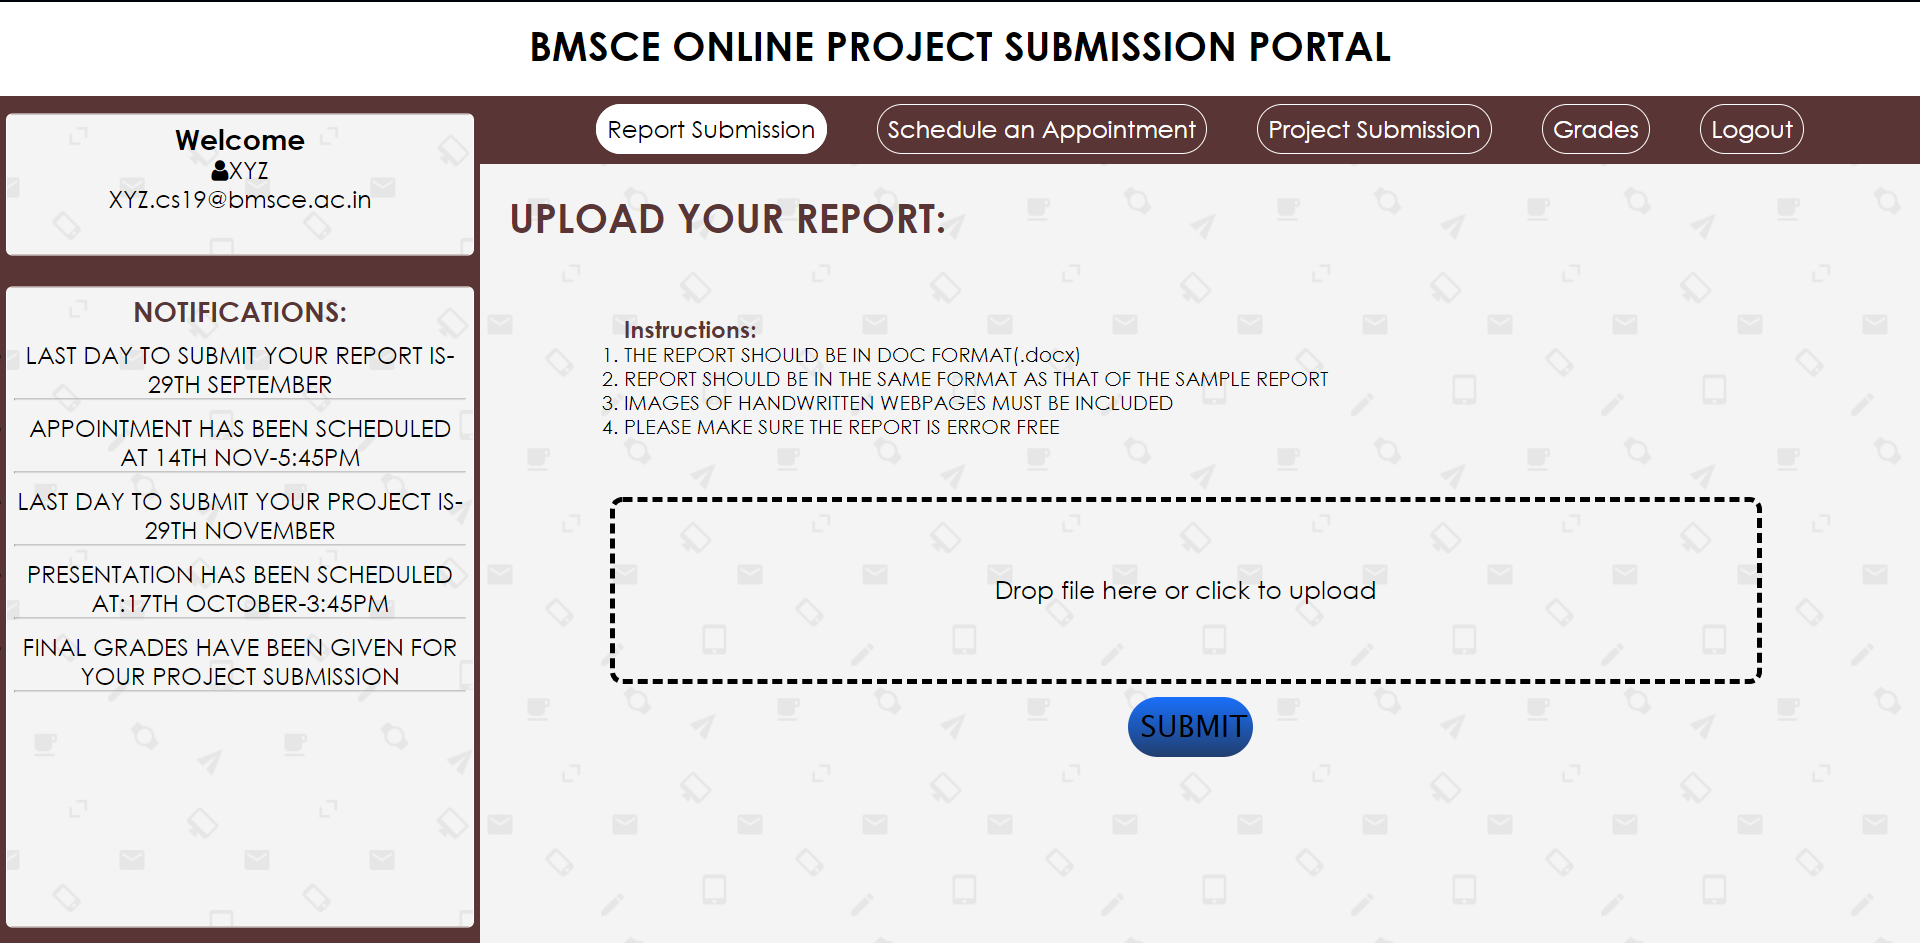 BMSCE ONLINE PROJECT SUBMISSION PORTAL
Report Submission
Schedule an Appointment
Project Submission
Grades
Logout
Welcome
XYZ
XYZ.cs19@bmsce.ac.in
NOTIFICATIONS:
LAST DAY TO SUBMIT YOUR REPORT IS-
29TH SEPTEMBER
APPOINTMENT HAS BEEN SCHEDULED
AT 14TH NOV-5:45PM
LAST DAY TO SUBMIT YOUR PROJECT IS-
29TH NOVEMBER
PRESENTATION HAS BEEN SCHEDULED
AT:17TH OCTOBER-3:45PM
FINAL GRADES HAVE BEEN GIVEN FOR
YOUR PROJECT SUBMISSION
UPLOAD YOUR REPORT:
Instructions:
1. THE REPORT SHOULD BE IN DOC FORMAT(.docx)
2. REPORT SHOULD BE IN THE SAME FORMAT AS THAT OF THE SAMPLE REPORT
3. IMAGES OF HANDWRITTEN WEBPAGES MUST BE INCLUDED
4. PLEASE MAKE SURE THE REPORT IS ERROR FREE
Drop file here or click to upload
SUBMIT